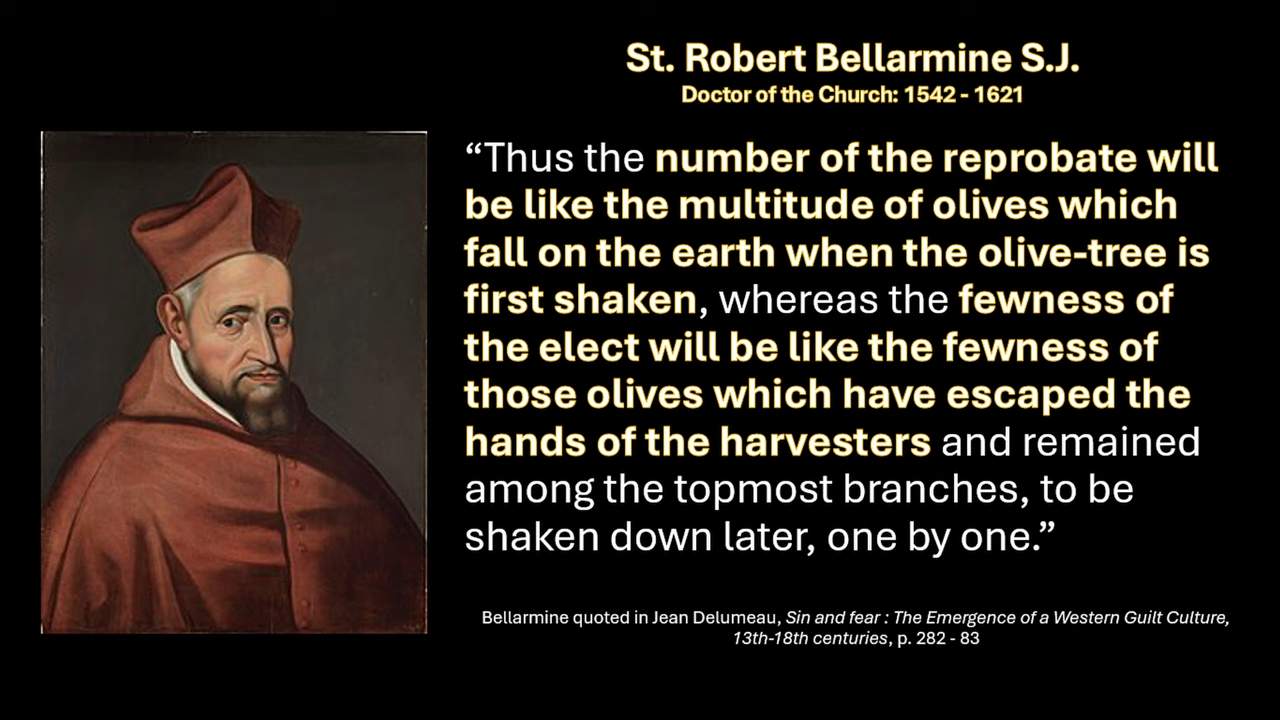 St. Robert Bellarmine S.J.
Doctor of the Church: 1542 - 1621
“Thus the number of the reprobate will
be like the multitude of olives which
fall on the earth when the olive-tree is
first shaken, whereas the fewness of
the elect will be like the fewness of
those olives which have escaped the
hands of the harvesters and remained
among the topmost branches, to be
shaken down later, one by one.”
Bellarmine quoted in Jean Delumeau, Sin and fear : The Emergence of a Western Guilt Culture,
13th-18th centuries, p. 282 - 83